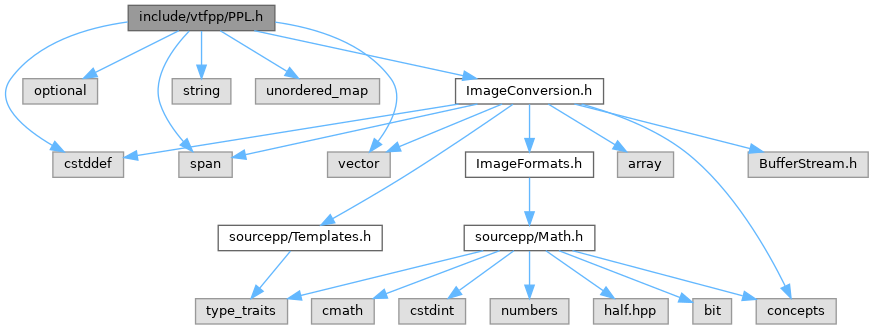 include/vtfpp/PPL.h
optional
string
unordered_map
ImageConversion.h
cstddef
span
vector
ImageFormats.h
array
BufferStream.h
sourcepp/Templates.h
sourcepp/Math.h
type_traits
cmath
cstdint
numbers
half.hpp
bit
concepts